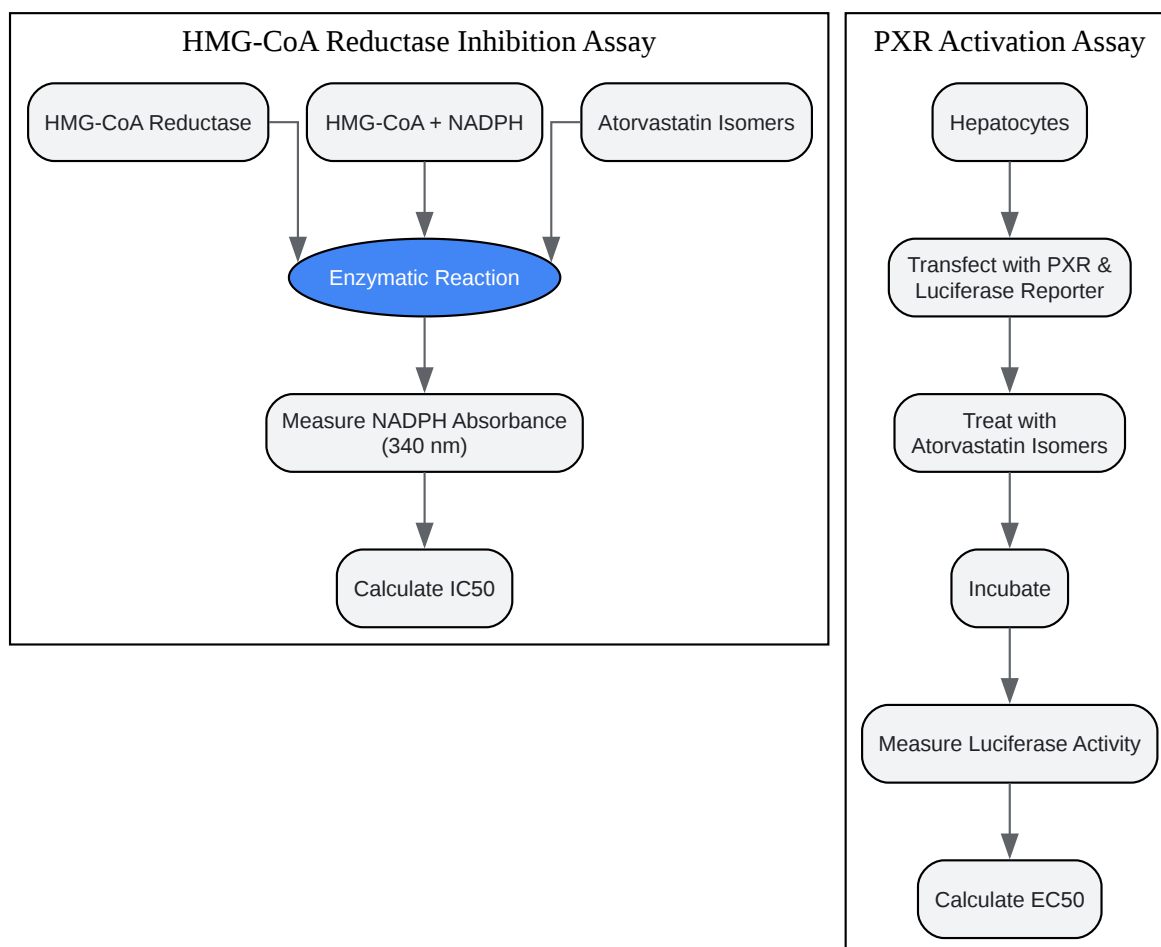 HMG-CoA Reductase Inhibition Assay
HMG-CoA Reductase
HMG-CoA + NADPH
Atorvastatin Isomers
Enzymatic Reaction
Measure NADPH Absorbance
(340 nm)
Calculate IC50
PXR Activation Assay
Hepatocytes
Transfect with PXR &
Luciferase Reporter
Treat with
Atorvastatin Isomers
Incubate
Measure Luciferase Activity
Calculate EC50